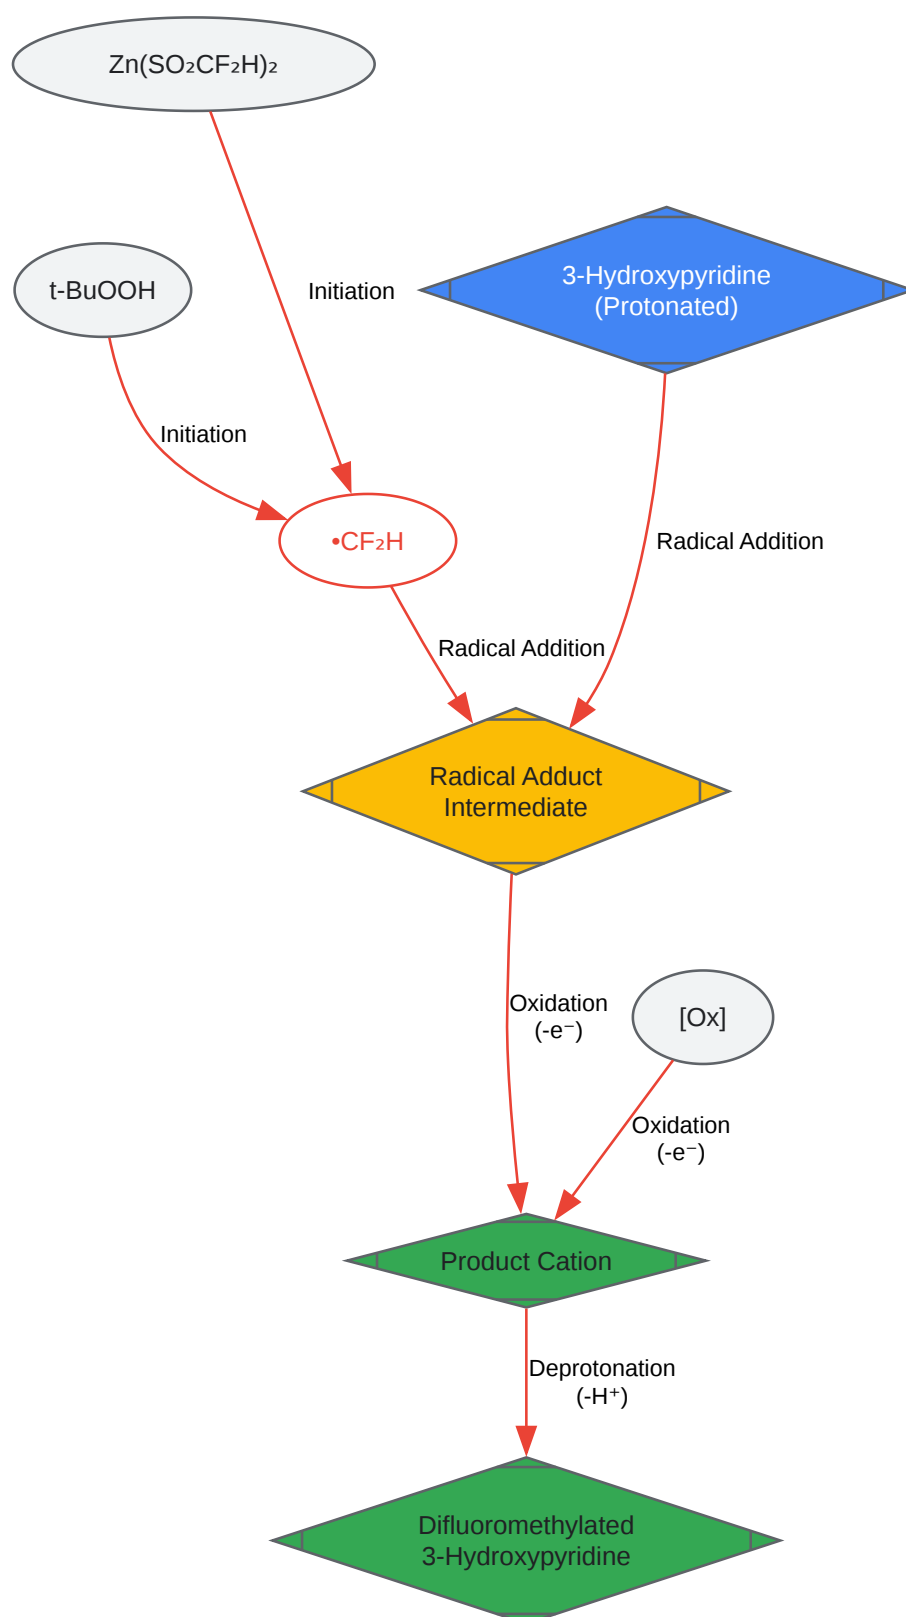 Zn(SO₂CF₂H)₂
3-Hydroxypyridine
(Protonated)
t-BuOOH
Initiation
Initiation
•CF₂H
Radical Addition
Radical Addition
Radical Adduct
Intermediate
Oxidation
(-e⁻)
[Ox]
Oxidation
(-e⁻)
Product Cation
Deprotonation
(-H⁺)
Difluoromethylated
3-Hydroxypyridine